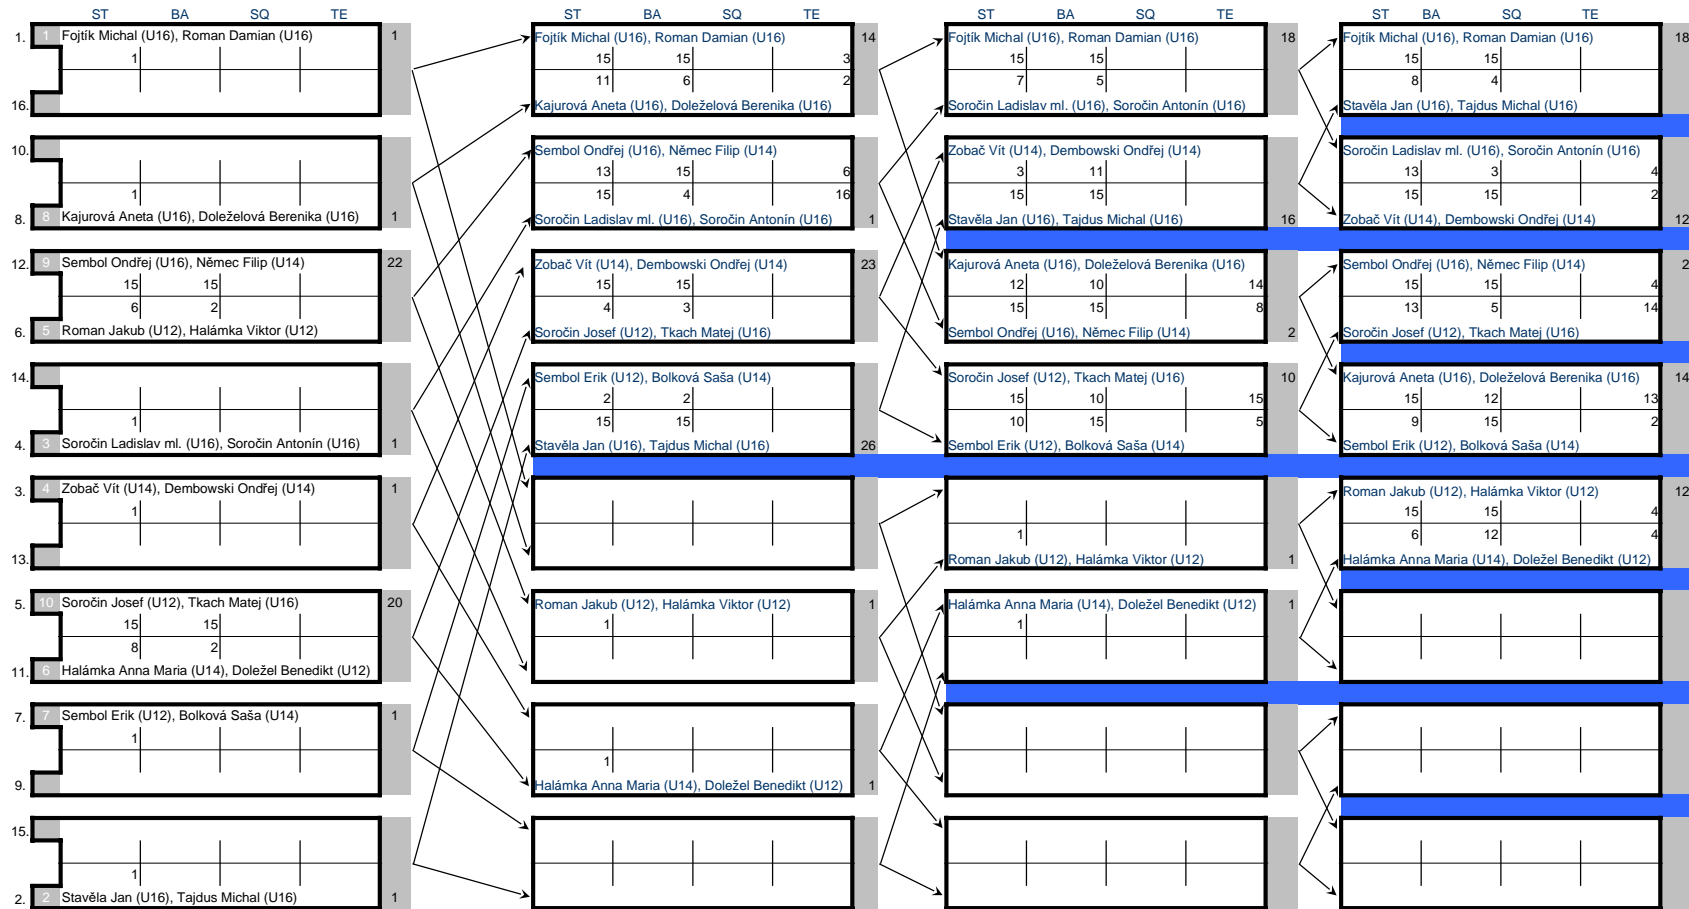 ST BA SQ TE
1. 1 Fojtík Michal (U16), Roman Damian (U16) 1
1
16.
10.
1
8. 8 Kajurová Aneta (U16), Doleželová Berenika (U16) 1
12. 9 Sembol Ondřej (U16), Němec Filip (U14) 22
15 15
6 2
6. 5 Roman Jakub (U12), Halámka Viktor (U12)
14.
1
4. 3 Soročin Ladislav ml. (U16), Soročin Antonín (U16) 1
3. 4 Zobač Vít (U14), Dembowski Ondřej (U14) 1
1
13.
5. 10 Soročin Josef (U12), Tkach Matej (U16) 20
15 15
8 2
11. 6 Halámka Anna Maria (U14), Doležel Benedikt (U12)
7. 7 Sembol Erik (U12), Bolková Saša (U14) 1
1
9.
15.
1
2. 2 Stavěla Jan (U16), Tajdus Michal (U16) 1
ST BA SQ TE
Fojtík Michal (U16), Roman Damian (U16) 14
15 15 3
11 6 2
Kajurová Aneta (U16), Doleželová Berenika (U16)
Sembol Ondřej (U16), Němec Filip (U14)
13 15 6
15 4 16
Soročin Ladislav ml. (U16), Soročin Antonín (U16) 1
Zobač Vít (U14), Dembowski Ondřej (U14) 23
15 15
4 3
Soročin Josef (U12), Tkach Matej (U16)
Sembol Erik (U12), Bolková Saša (U14)
2 2
15 15
Stavěla Jan (U16), Tajdus Michal (U16) 26
Roman Jakub (U12), Halámka Viktor (U12) 1
1
1
Halámka Anna Maria (U14), Doležel Benedikt (U12) 1
ST BA SQ TE
Fojtík Michal (U16), Roman Damian (U16) 18
15 15
7 5
Soročin Ladislav ml. (U16), Soročin Antonín (U16)
Zobač Vít (U14), Dembowski Ondřej (U14)
3 11
15 15
Stavěla Jan (U16), Tajdus Michal (U16) 16
Kajurová Aneta (U16), Doleželová Berenika (U16)
12 10 14
15 15 8
Sembol Ondřej (U16), Němec Filip (U14) 2
Soročin Josef (U12), Tkach Matej (U16) 10
15 10 15
10 15 5
Sembol Erik (U12), Bolková Saša (U14)
1
Roman Jakub (U12), Halámka Viktor (U12) 1
Halámka Anna Maria (U14), Doležel Benedikt (U12) 1
1
ST BA SQ TE
Fojtík Michal (U16), Roman Damian (U16) 18
15 15
8 4
Stavěla Jan (U16), Tajdus Michal (U16)
Soročin Ladislav ml. (U16), Soročin Antonín (U16)
13 3 4
15 15 2
Zobač Vít (U14), Dembowski Ondřej (U14) 12
Sembol Ondřej (U16), Němec Filip (U14) 2
15 15 4
13 5 14
Soročin Josef (U12), Tkach Matej (U16)
Kajurová Aneta (U16), Doleželová Berenika (U16) 14
15 12 13
9 15 2
Sembol Erik (U12), Bolková Saša (U14)
Roman Jakub (U12), Halámka Viktor (U12) 12
15 15 4
6 12 4
Halámka Anna Maria (U14), Doležel Benedikt (U12)